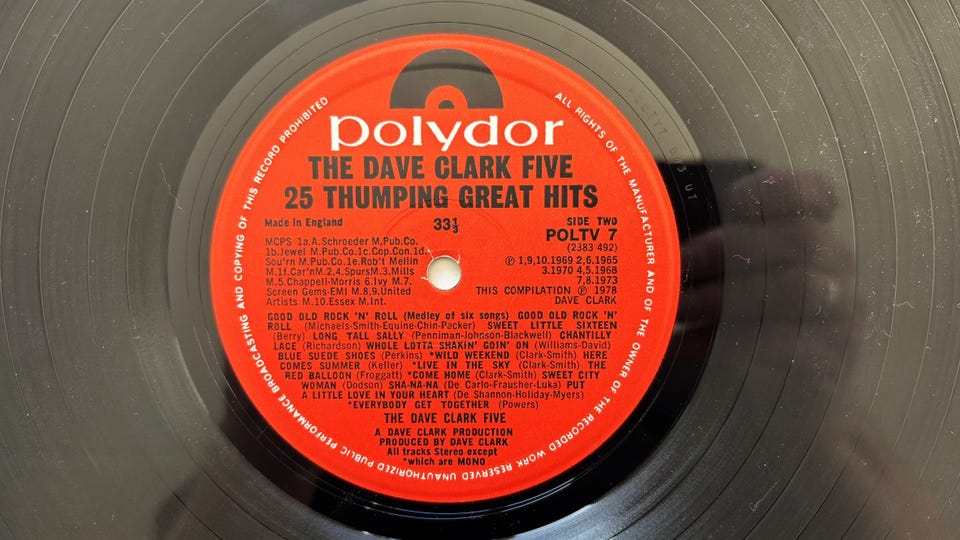 polydor
THE DAVE CLARK FIVE
25 THUMPING GREAT HITS
Made in England
33⅓
SIDE TWO
POLTV 7
(2383 492)
MCPS 1a.A.Schroeder M.Pub.Co.
1b.Jewel M.Pub.Co.1c.Cop.Con.1d.
Sou'rn M.Pub.Co.1e.Rob't Mellin
M.1f.Car'n M.2,4.Spurs M.3.Mills
M.5.Chappell-Morris 6.Ivy M.7.
Screen Gems-EMI M.8,9.United
Artists M.10.Essex M.Int.
℗ 1,9,10.1969 2,6.1965
3.1970 4,5.1968
7,8.1973
THIS COMPILATION ℗ 1978
DAVE CLARK
GOOD OLD ROCK 'N' ROLL (Medley of six songs) GOOD OLD ROCK 'N'
ROLL (Michaels-Smith-Equine-Chin-Packer) SWEET LITTLE SIXTEEN
(Berry) LONG TALL SALLY (Penniman-Johnson-Blackwell) CHANTILLY
LACE (Richardson) WHOLE LOTTA SHAKIN' GOIN' ON (Williams-David)
BLUE SUEDE SHOES (Perkins) *WILD WEEKEND (Clark-Smith) HERE
COMES SUMMER (Keller) *LIVE IN THE SKY (Clark-Smith) THE
RED BALLOON (Froggatt) *COME HOME (Clark-Smith) SWEET CITY
WOMAN (Dodson) SHA-NA-NA (De Carlo-Frausher-Luka) PUT
A LITTLE LOVE IN YOUR HEART (De Shannon-Holiday-Myers)
*EVERYBODY GET TOGETHER (Powers)
THE DAVE CLARK FIVE
A DAVE CLARK PRODUCTION
PRODUCED BY DAVE CLARK
All tracks Stereo except
*which are MONO
ALL RIGHTS OF THE MANUFACTURER AND OF THE OWNER OF THE RECORDED WORK RESERVED UNAUTHORIZED PUBLIC PERFORMANCE BROADCASTING AND COPYING OF THIS RECORD PROHIBITED